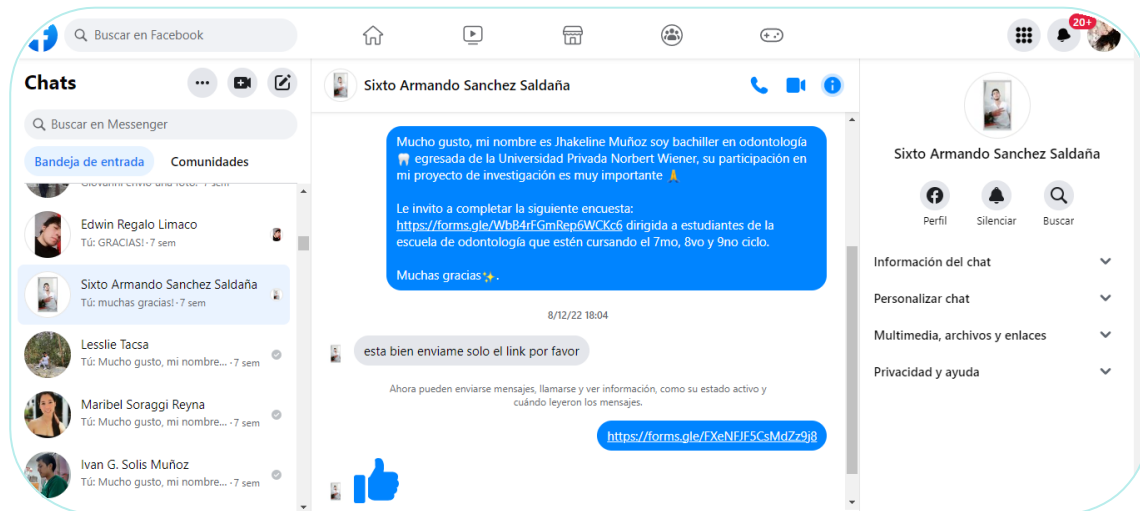 Buscar en Facebook
20+
Chats
Buscar en Messenger
Bandeja de entrada
Comunidades
Edwin Regalo Limaco
Tú: GRACIAS! · 7 sem
Sixto Armando Sanchez Saldaña
Tú: muchas gracias! · 7 sem
Lesslie Tacsa
Tú: Mucho gusto, mi nombre... · 7 sem
Maribel Soraggi Reyna
Tú: Mucho gusto, mi nombre... · 7 sem
Ivan G. Solis Muñoz
Tú: Mucho gusto, mi nombre... · 7 sem
Sixto Armando Sanchez Saldaña
Mucho gusto, mi nombre es Jhakeline Muñoz soy bachiller en odontología
🦷 egresada de la Universidad Privada Norbert Wiener, su participación en
mi proyecto de investigación es muy importante 🙏
Le invito a completar la siguiente encuesta:
https://forms.gle/WbB4rFGmRep6WCKc6 dirigida a estudiantes de la
escuela de odontología que estén cursando el 7mo, 8vo y 9no ciclo.
Muchas gracias✨.
8/12/22 18:04
esta bien enviame solo el link por favor
Ahora pueden enviarse mensajes, llamarse y ver información, como su estado activo y
cuándo leyeron los mensajes.
https://forms.gle/FXeNFJF5CsMdZz9j8
Sixto Armando Sanchez Saldaña
Perfil
Silenciar
Buscar
Información del chat
Personalizar chat
Multimedia, archivos y enlaces
Privacidad y ayuda